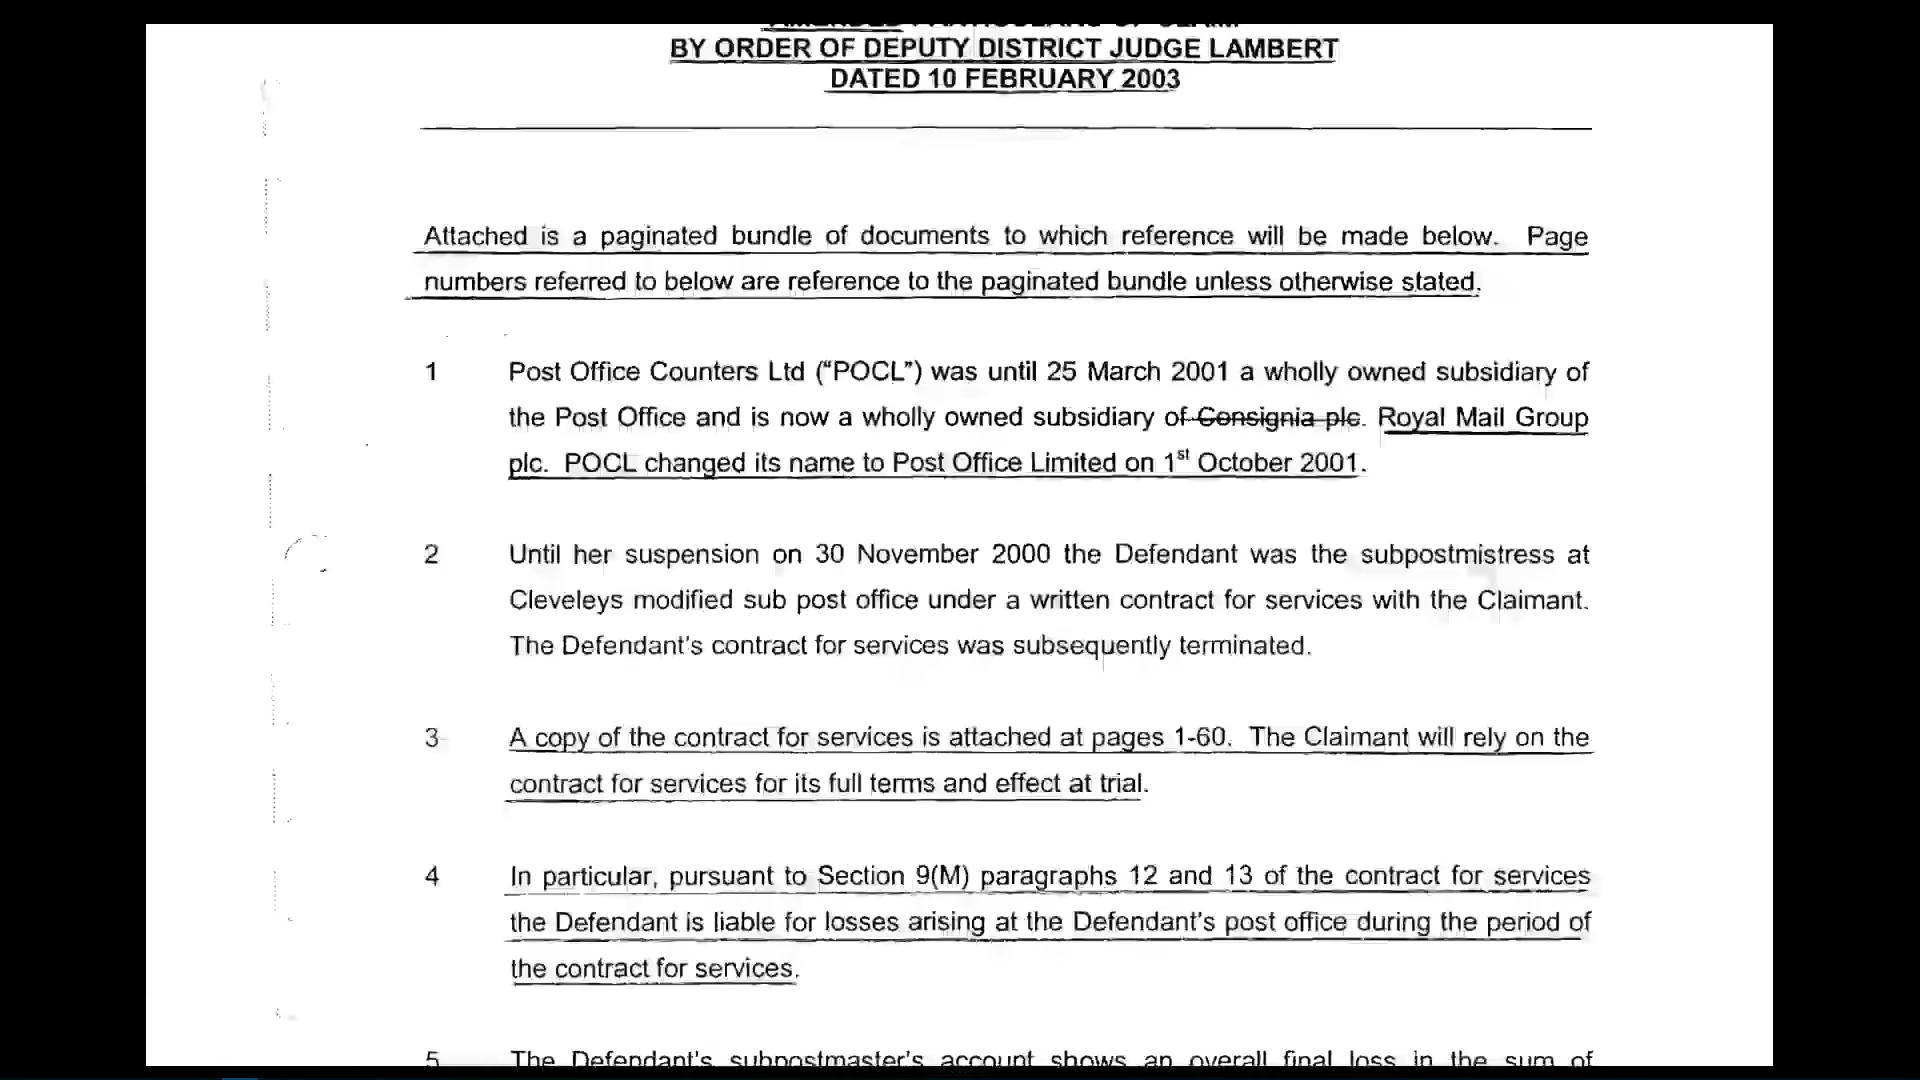 AMENDED PARTICULARS OF CLAIM
BY ORDER OF DEPUTY DISTRICT JUDGE LAMBERT
DATED 10 FEBRUARY 2003
Attached is a paginated bundle of documents to which reference will be made below. Page
numbers referred to below are reference to the paginated bundle unless otherwise stated.
1 Post Office Counters Ltd (“POCL”) was until 25 March 2001 a wholly owned subsidiary of
the Post Office and is now a wholly owned subsidiary of Consignia plc. Royal Mail Group
plc. POCL changed its name to Post Office Limited on 1st October 2001.
2 Until her suspension on 30 November 2000 the Defendant was the subpostmistress at
Cleveleys modified sub post office under a written contract for services with the Claimant.
The Defendant's contract for services was subsequently terminated.
3 A copy of the contract for services is attached at pages 1-60. The Claimant will rely on the
contract for services for its full terms and effect at trial.
4 In particular, pursuant to Section 9(M) paragraphs 12 and 13 of the contract for services
the Defendant is liable for losses arising at the Defendant's post office during the period of
the contract for services.
5 The Defendant's subpostmaster's account shows an overall final loss in the sum of